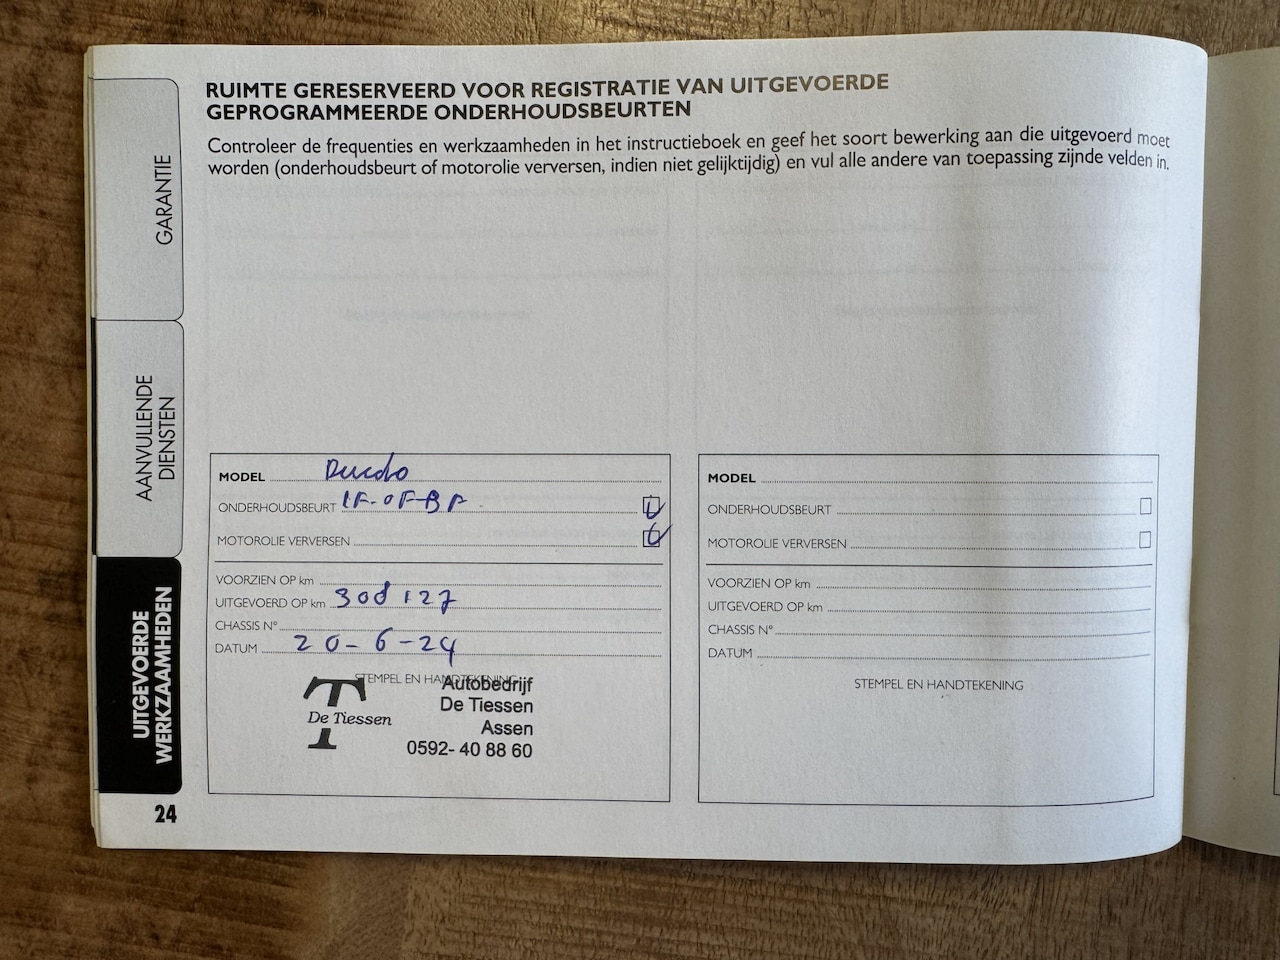 RUIMTE GERESERVEERD VOOR REGISTRATIE VAN UITGEVOERDE
GEPROGRAMMEERDE ONDERHOUDSBEURTEN
Controleer de frequenties en werkzaamheden in het instructieboek en geef het soort bewerking aan die uitgevoerd moet
worden (onderhoudsbeurt of motorolie verversen, indien niet gelijktijdig) en vul alle andere van toepassing zijnde velden in.
GARANTIE
AANVULLENDE
DIENSTEN
UITGEVOERDE
WERKZAAMHEDEN
24
MODEL Ducato
ONDERHOUDSBEURT
MOTOROLIE VERVERSEN
VOORZIEN OP km
UITGEVOERD OP km 308127
CHASSIS N°
DATUM 20-6-24
STEMPEL EN HANDTEKENING
De Tiessen
Autobedrijf
De Tiessen
Assen
0592- 40 88 60
MODEL
ONDERHOUDSBEURT
MOTOROLIE VERVERSEN
VOORZIEN OP km
UITGEVOERD OP km
CHASSIS N°
DATUM
STEMPEL EN HANDTEKENING